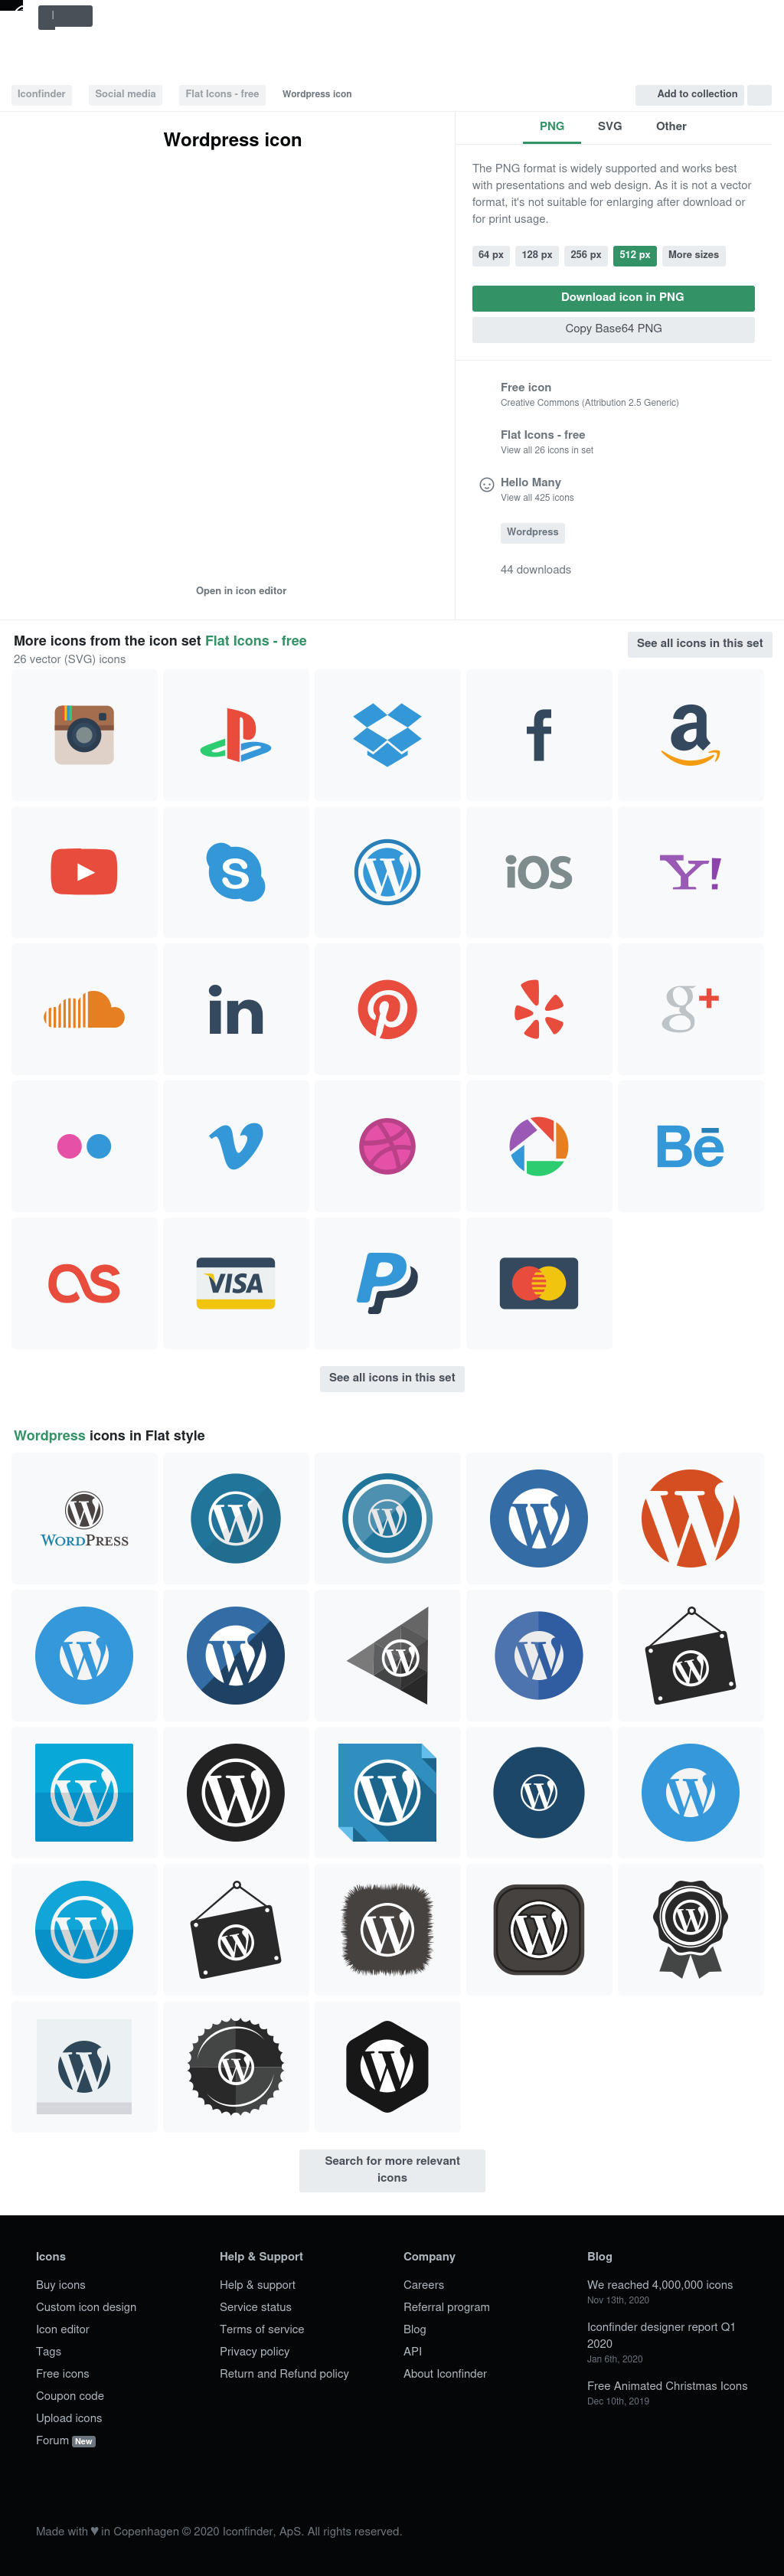 Iconfinder
Social media
Flat Icons - free
Wordpress icon
Add to collection
Wordpress icon
Open in icon editor
PNG
SVG
Other
The PNG format is widely supported and works best
with presentations and web design. As it is not a vector
format, it's not suitable for enlarging after download or
for print usage.
64 px
128 px
256 px
512 px
More sizes
Download icon in PNG
Copy Base64 PNG
Free icon
Creative Commons (Attribution 2.5 Generic)
Flat Icons - free
View all 26 icons in set
Hello Many
View all 425 icons
Wordpress
44 downloads
More icons from the icon set Flat Icons - free
26 vector (SVG) icons
See all icons in this set
f
a
S
W
iOS
Y!
in
g+
Bē
VISA
See all icons in this set
Wordpress icons in Flat style
WORDPRESS
Search for more relevant
icons
Icons
Buy icons
Custom icon design
Icon editor
Tags
Free icons
Coupon code
Upload icons
Forum New
Help & Support
Help & support
Service status
Terms of service
Privacy policy
Return and Refund policy
Company
Careers
Referral program
Blog
API
About Iconfinder
Blog
We reached 4,000,000 icons
Nov 13th, 2020
Iconfinder designer report Q1
2020
Jan 6th, 2020
Free Animated Christmas Icons
Dec 10th, 2019
Made with ♥ in Copenhagen © 2020 Iconfinder, ApS. All rights reserved.